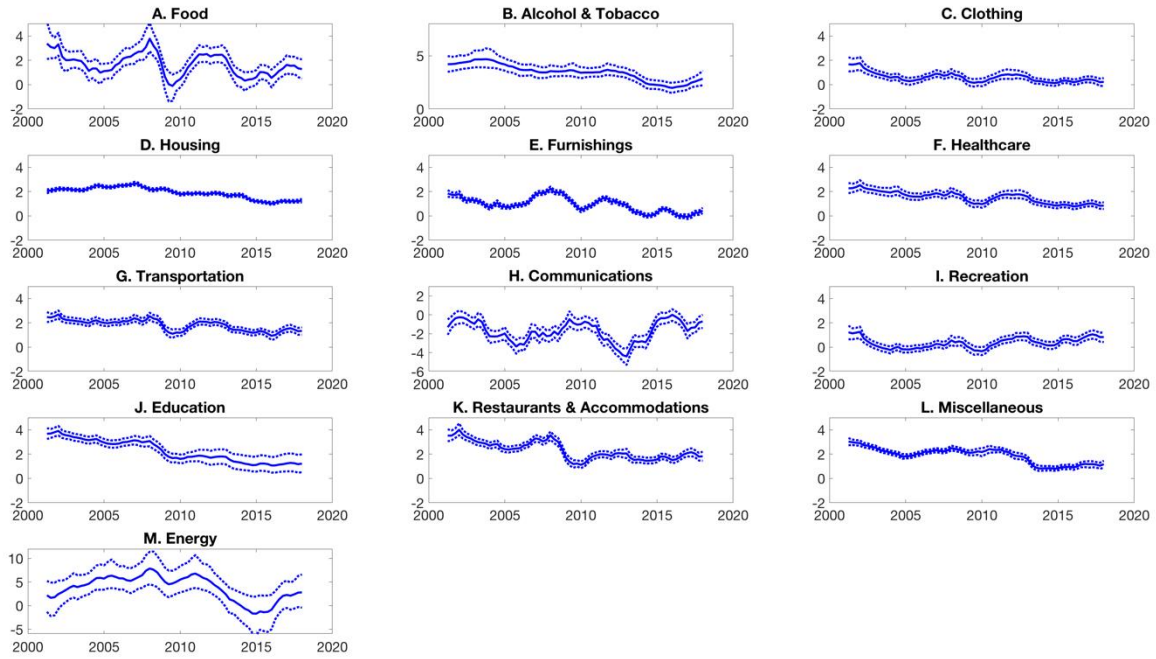 A. Food
4
2
0
-2
2000 2005 2010 2015 2020
B. Alcohol & Tobacco
5
0
2000 2005 2010 2015 2020
C. Clothing
4
2
0
-2
2000 2005 2010 2015 2020
D. Housing
4
2
0
-2
2000 2005 2010 2015 2020
E. Furnishings
4
2
0
-2
2000 2005 2010 2015 2020
F. Healthcare
4
2
0
-2
2000 2005 2010 2015 2020
G. Transportation
4
2
0
-2
2000 2005 2010 2015 2020
H. Communications
2
0
-2
-4
-6
2000 2005 2010 2015 2020
I. Recreation
4
2
0
-2
2000 2005 2010 2015 2020
J. Education
4
2
0
-2
2000 2005 2010 2015 2020
K. Restaurants & Accommodations
4
2
0
-2
2000 2005 2010 2015 2020
L. Miscellaneous
4
2
0
-2
2000 2005 2010 2015 2020
M. Energy
10
5
0
-5
2000 2005 2010 2015 2020